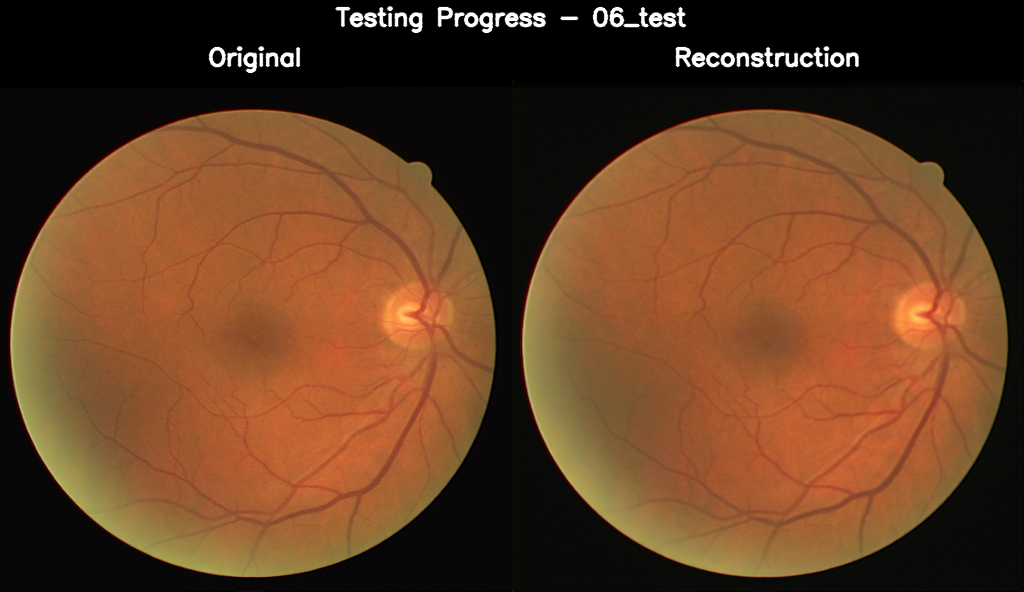 Testing Progress - 06_test
Original
Reconstruction